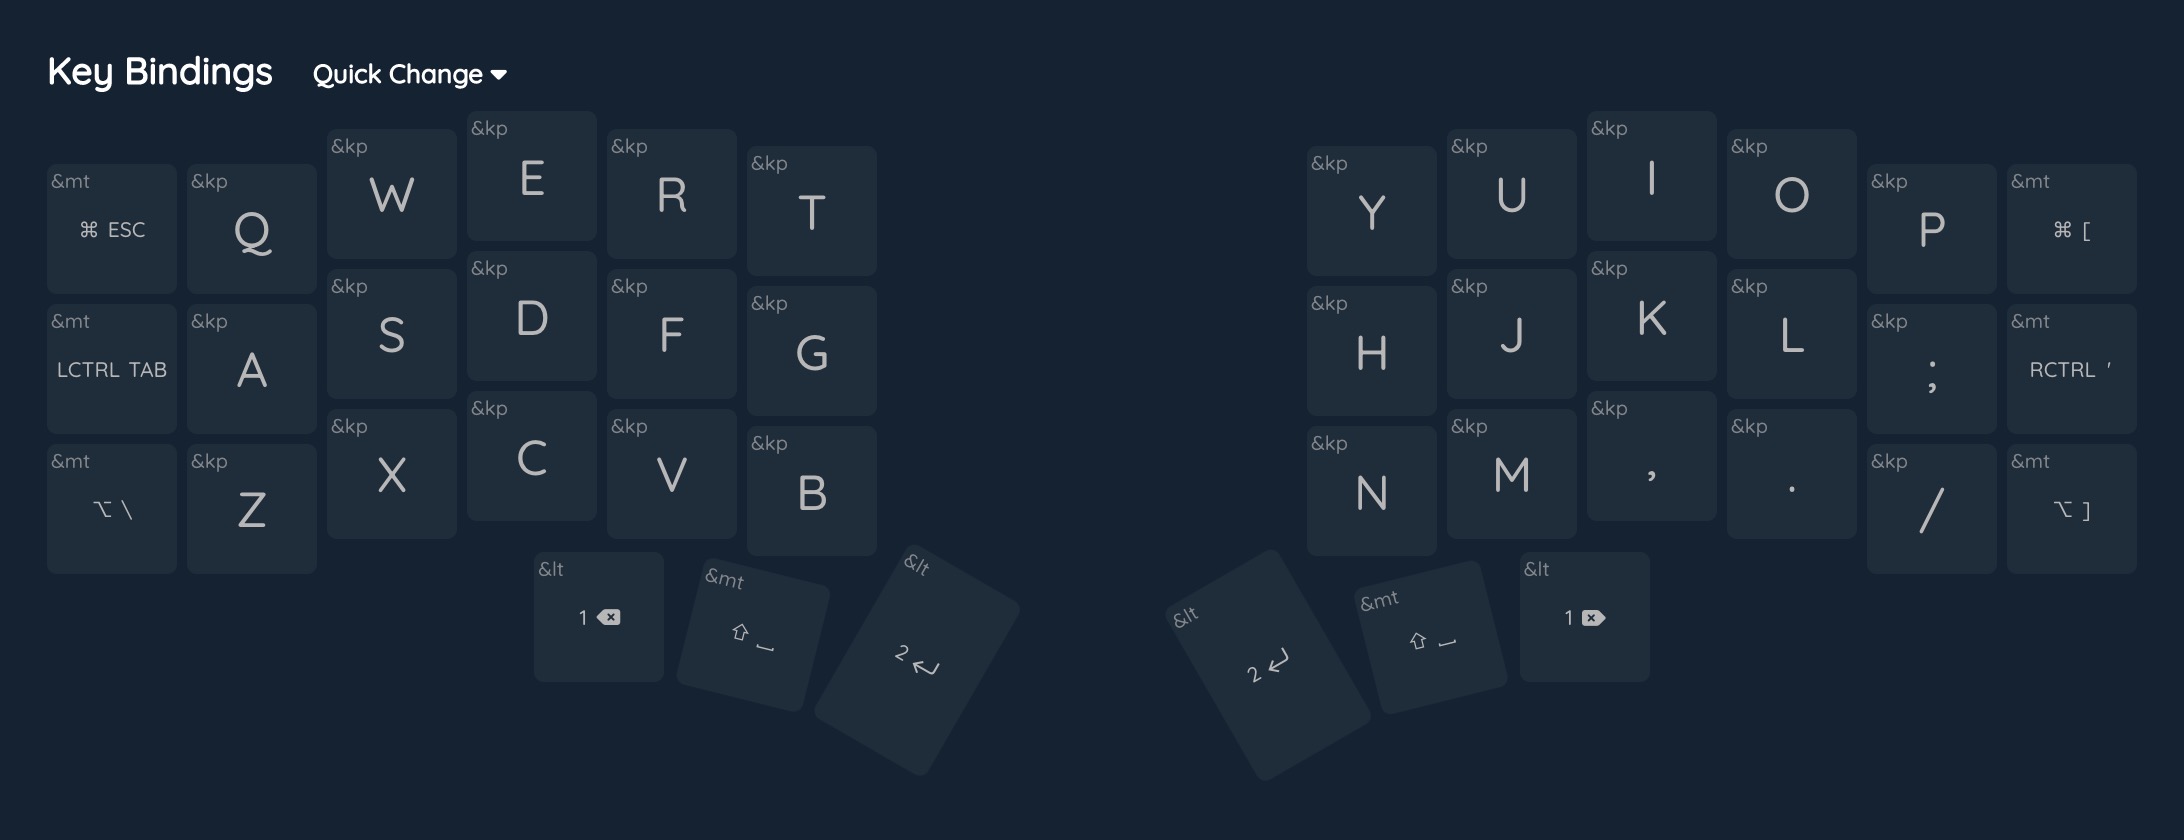 Key Bindings Quick Change
&mt &kp &kp &kp &kp &kp &kp &kp &kp &kp &kp &mt
⌘ ESC Q W E R T Y U I O P ⌘ [
&mt &kp &kp &kp &kp &kp &kp &kp &kp &kp &kp &mt
LCTRL TAB A S D F G H J K L ; RCTRL '
&mt &kp &kp &kp &kp &kp &kp &kp &kp &kp &kp &mt
⌥ \ Z X C V B N M , . / ⌥ ]
&lt &mt &lt &lt &mt &lt
1 ⌫ ⇧ ⎵ 2 ↵ 2 ↵ ⇧ ⎵ 1 ⌦